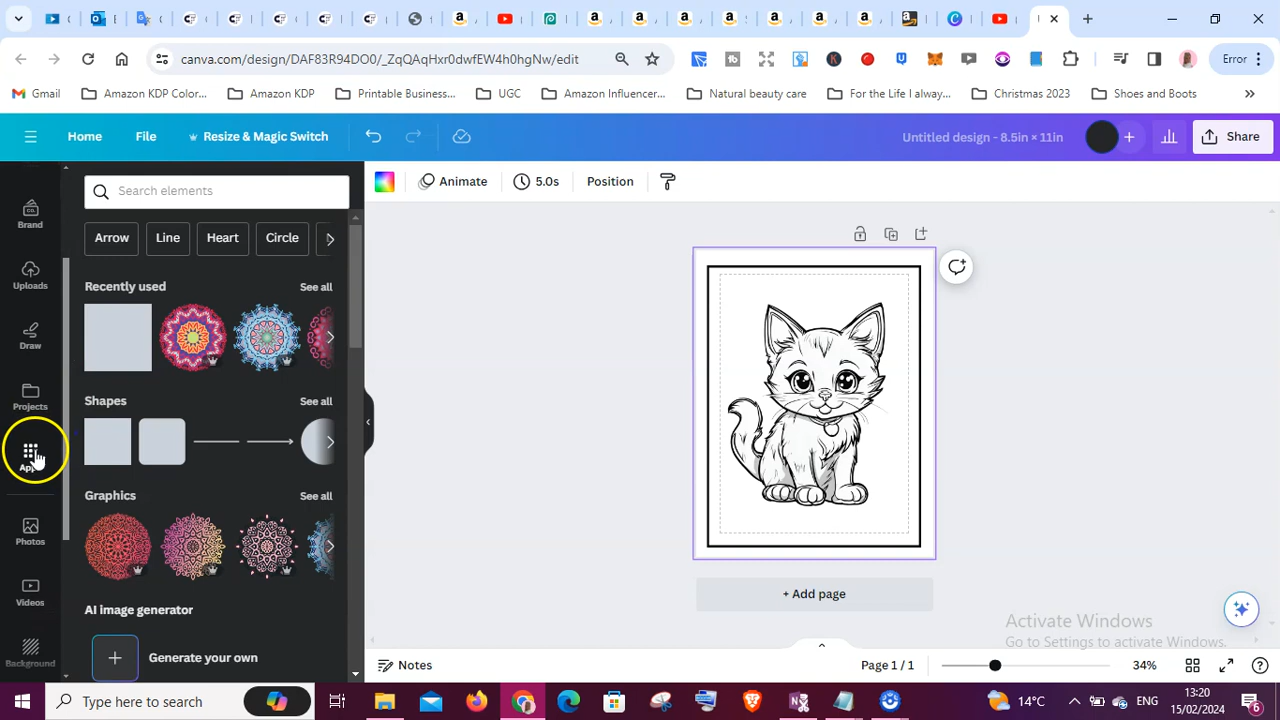 canva.com/design/DAF83R94DO0/_ZqQAqHxr0dwfEW4h0hgNw/edit
Error
Gmail
Amazon KDP Color...
Amazon KDP
Printable Business...
UGC
Amazon Influencer...
Natural beauty care
For the Life I alway...
Christmas 2023
Shoes and Boots
Home
File
Resize & Magic Switch
Untitled design - 8.5in × 11in
Share
Search elements
Animate
5.0s
Position
Brand
Uploads
Draw
Projects
Photos
Videos
Background
Arrow
Line
Heart
Circle
Recently used
See all
Shapes
See all
Graphics
See all
AI image generator
Generate your own
+ Add page
Activate Windows
Go to Settings to activate Windows.
Notes
Page 1 / 1
34%
Type here to search
14°C
ENG
13:20
15/02/2024
6